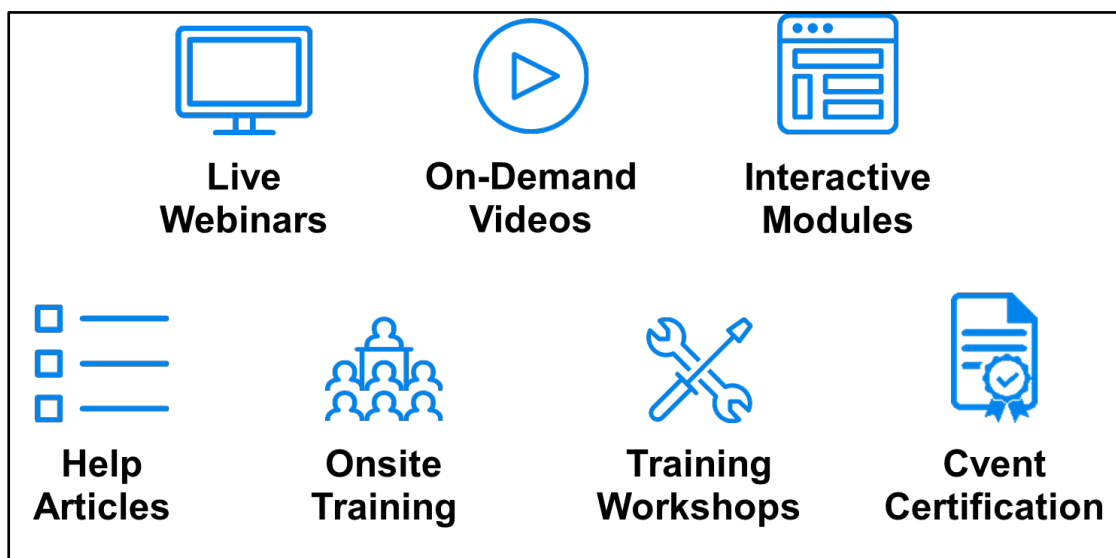 Live
Webinars
On-Demand
Videos
Interactive
Modules
Help
Articles
Onsite
Training
Training
Workshops
Cvent
Certification